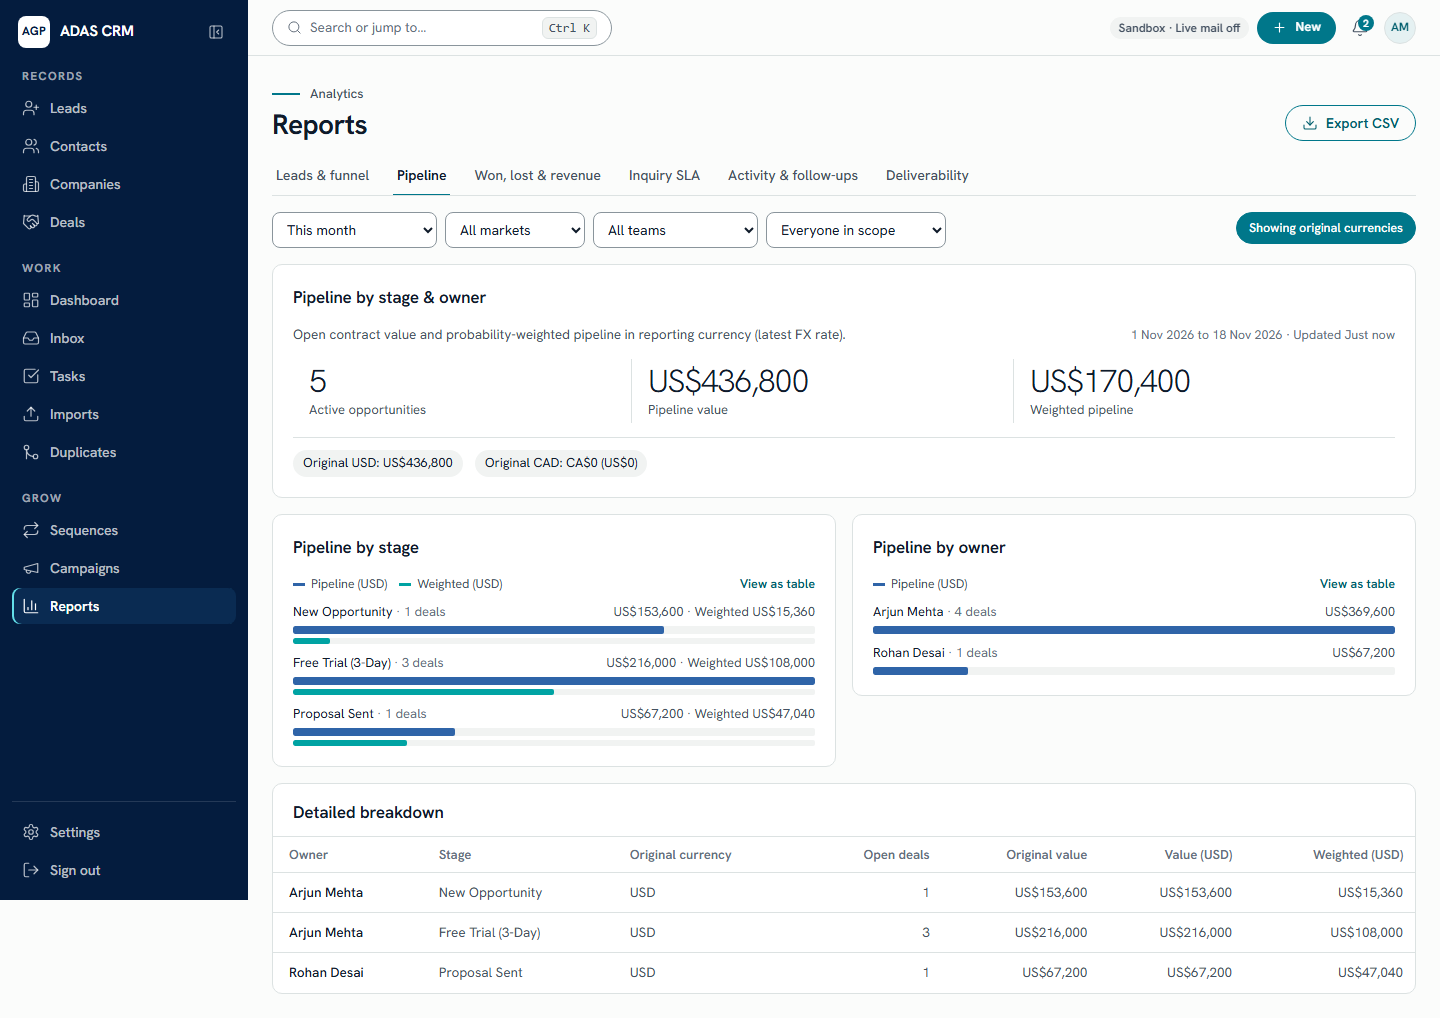 AGP ADAS CRM
Search or jump to... Ctrl K
Sandbox · Live mail off
New
2
AM
RECORDS
Leads
Contacts
Companies
Deals
WORK
Dashboard
Inbox
Tasks
Imports
Duplicates
GROW
Sequences
Campaigns
Reports
Settings
Sign out
Analytics
Reports
Export CSV
Leads & funnel Pipeline Won, lost & revenue Inquiry SLA Activity & follow-ups Deliverability
This month All markets All teams Everyone in scope
Showing original currencies
Pipeline by stage & owner
Open contract value and probability-weighted pipeline in reporting currency (latest FX rate).
1 Nov 2026 to 18 Nov 2026 · Updated Just now
5
Active opportunities
US$436,800
Pipeline value
US$170,400
Weighted pipeline
Original USD: US$436,800 Original CAD: CA$0 (US$0)
Pipeline by stage
Pipeline (USD) Weighted (USD) View as table
New Opportunity · 1 deals US$153,600 · Weighted US$15,360
Free Trial (3-Day) · 3 deals US$216,000 · Weighted US$108,000
Proposal Sent · 1 deals US$67,200 · Weighted US$47,040
Pipeline by owner
Pipeline (USD) View as table
Arjun Mehta · 4 deals US$369,600
Rohan Desai · 1 deals US$67,200
Detailed breakdown
Owner Stage Original currency Open deals Original value Value (USD) Weighted (USD)
Arjun Mehta New Opportunity USD 1 US$153,600 US$153,600 US$15,360
Arjun Mehta Free Trial (3-Day) USD 3 US$216,000 US$216,000 US$108,000
Rohan Desai Proposal Sent USD 1 US$67,200 US$67,200 US$47,040